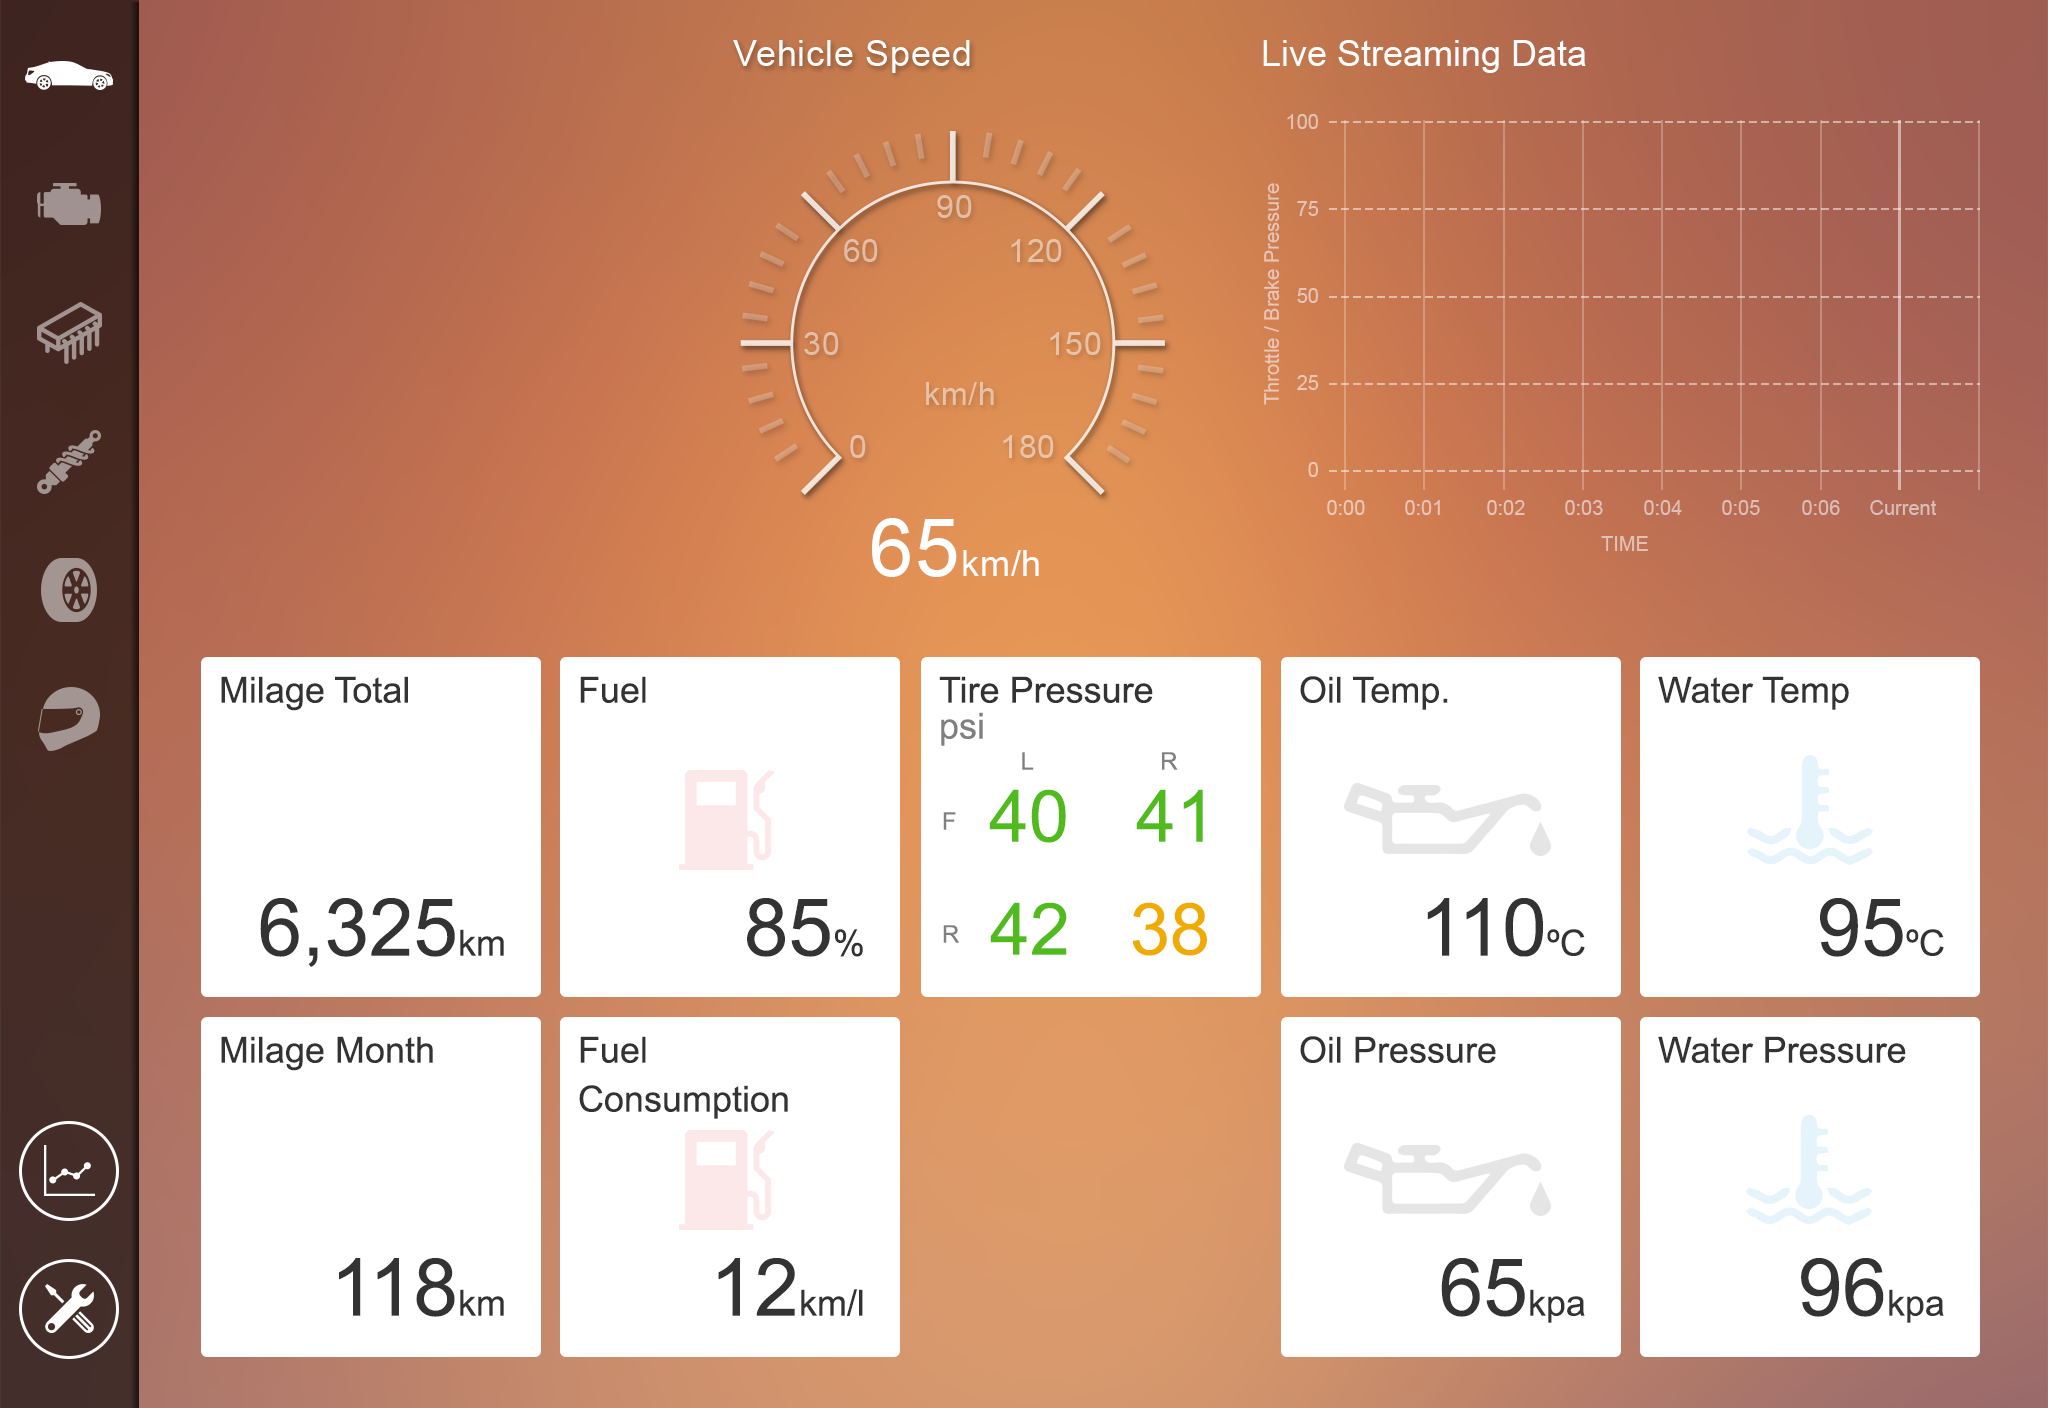 Vehicle Speed
90
60
120
30
150
km/h
0
180
65km/h
Live Streaming Data
Throttle / Brake Pressure
100
75
50
25
0
0:00 0:01 0:02 0:03 0:04 0:05 0:06 Current
TIME
Milage Total
6,325km
Fuel
85%
Tire Pressure
psi
L R
F 40 41
R 42 38
Oil Temp.
110ºC
Water Temp
95ºC
Milage Month
118km
Fuel
Consumption
12km/l
Oil Pressure
65kpa
Water Pressure
96kpa